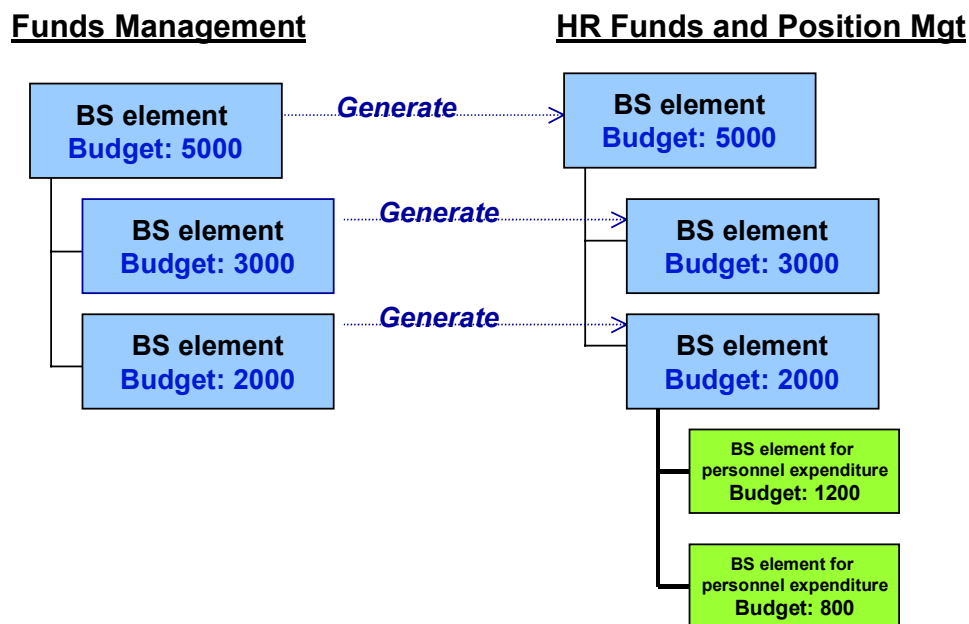 Funds Management
HR Funds and Position Mgt
BS element
Budget: 5000
Generate
BS element
Budget: 5000
BS element
Budget: 3000
Generate
BS element
Budget: 3000
BS element
Budget: 2000
Generate
BS element
Budget: 2000
BS element for
personnel expenditure
Budget: 1200
BS element for
personnel expenditure
Budget: 800